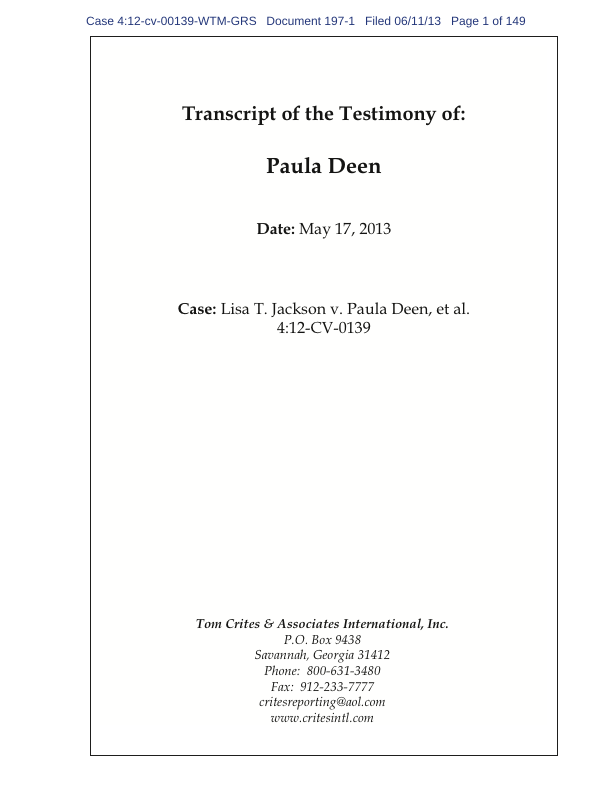 Case 4:12-cv-00139-WTM-GRS Document 197-1 Filed 06/11/13 Page 1 of 149
Transcript of the Testimony of:
Paula Deen
Date: May 17, 2013
Case: Lisa T. Jackson v. Paula Deen, et al.
4:12-CV-0139
Tom Crites & Associates International, Inc.
P.O. Box 9438
Savannah, Georgia 31412
Phone: 800-631-3480
Fax: 912-233-7777
critesreporting@aol.com
www.critesintl.com